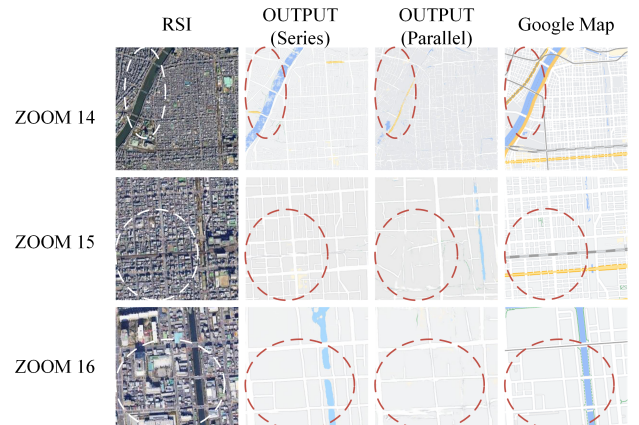 RSI
OUTPUT
(Series)
OUTPUT
(Parallel)
Google Map
ZOOM 14
ZOOM 15
ZOOM 16